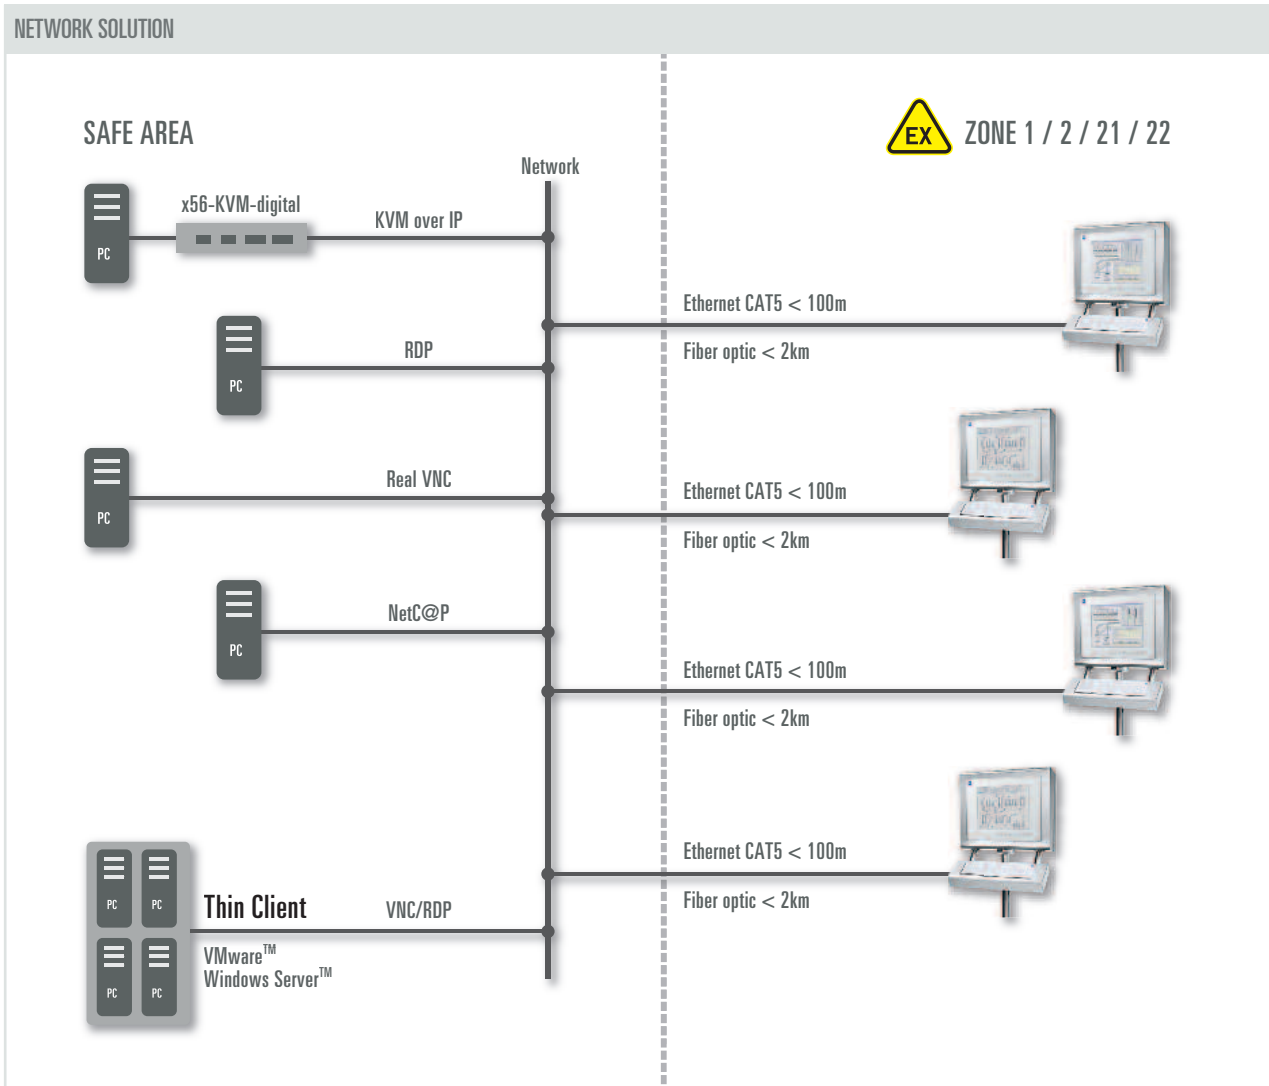 NETWORK SOLUTION
SAFE AREA
EX
ZONE 1 / 2 / 21 / 22
Network
x56-KVM-digital
KVM over IP
PC
Ethernet CAT5 < 100m
RDP
Fiber optic < 2km
PC
Real VNC
Ethernet CAT5 < 100m
PC
Fiber optic < 2km
NetC@P
PC
Ethernet CAT5 < 100m
Fiber optic < 2km
Ethernet CAT5 < 100m
Fiber optic < 2km
PC
PC
Thin Client
VNC/RDP
VMware™
Windows Server™
PC
PC